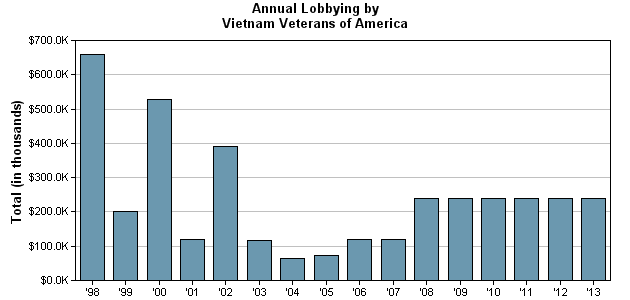 Annual Lobbying by
Vietnam Veterans of America
Total (in thousands)
$700.0K
$600.0K
$500.0K
$400.0K
$300.0K
$200.0K
$100.0K
$0.0K
'98 '99 '00 '01 '02 '03 '04 '05 '06 '07 '08 '09 '10 '11 '12 '13